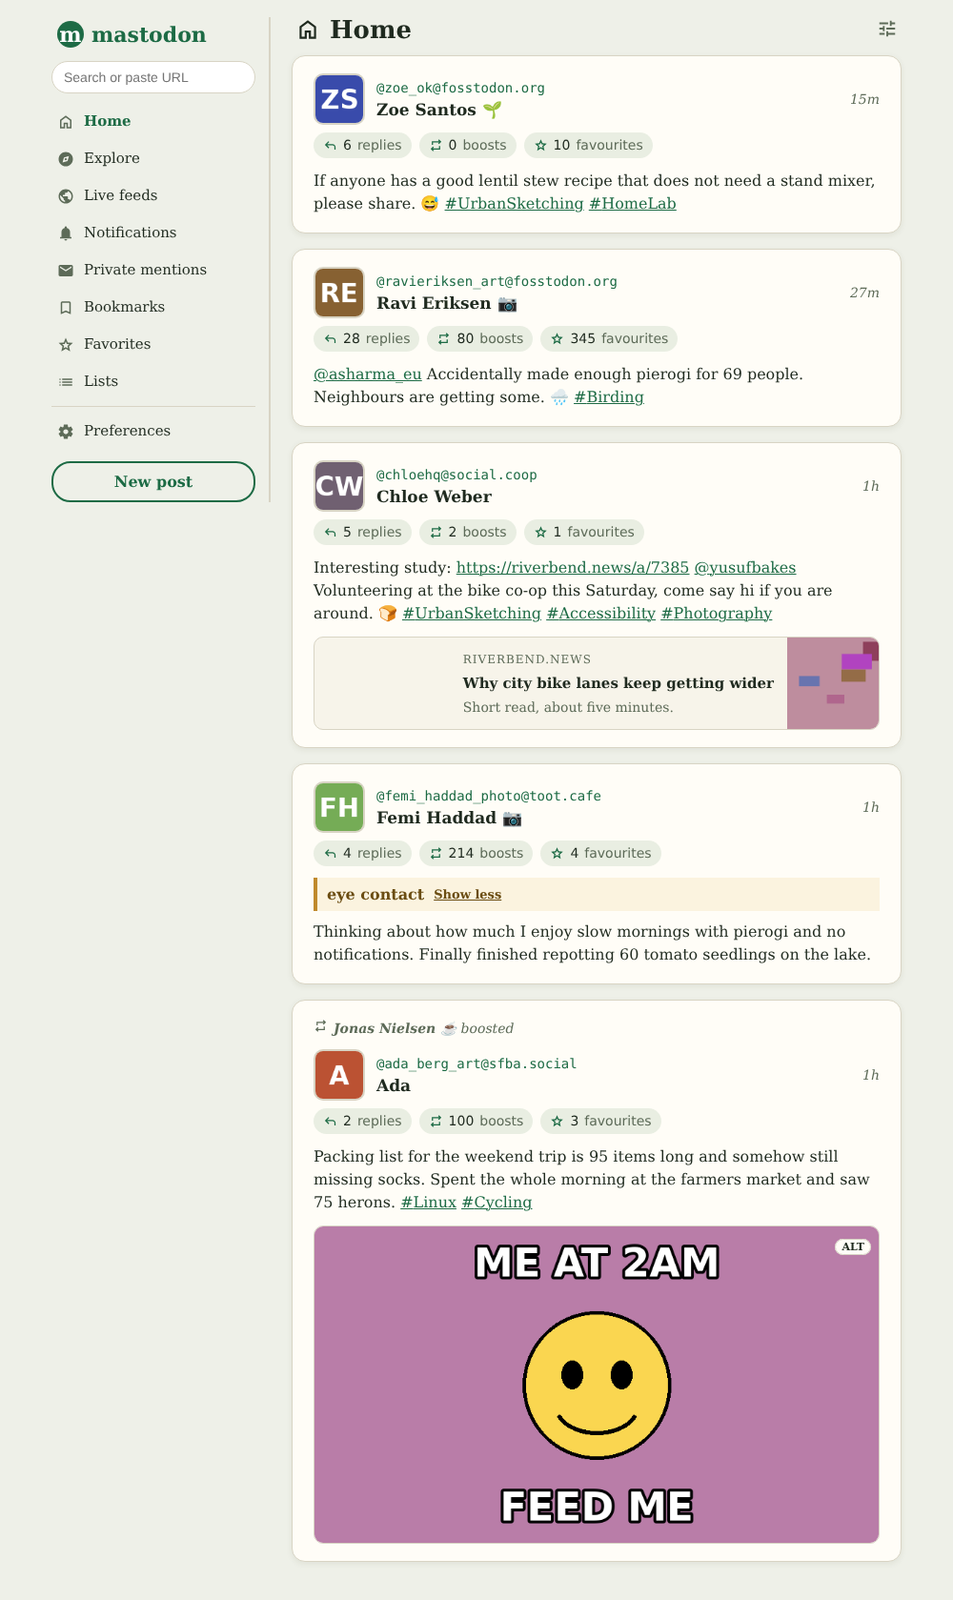 mastodon
Search or paste URL
Home
Explore
Live feeds
Notifications
Private mentions
Bookmarks
Favorites
Lists
Preferences
New post
Home
ZS
@zoe_ok@fosstodon.org
Zoe Santos 🌱
15m
6 replies
0 boosts
10 favourites
If anyone has a good lentil stew recipe that does not need a stand mixer,
please share. 😅 #UrbanSketching #HomeLab
RE
@ravieriksen_art@fosstodon.org
Ravi Eriksen 📷
27m
28 replies
80 boosts
345 favourites
@asharma_eu Accidentally made enough pierogi for 69 people.
Neighbours are getting some. 🌧️ #Birding
CW
@chloehq@social.coop
Chloe Weber
1h
5 replies
2 boosts
1 favourites
Interesting study: https://riverbend.news/a/7385 @yusufbakes
Volunteering at the bike co-op this Saturday, come say hi if you are
around. 🍞 #UrbanSketching #Accessibility #Photography
RIVERBEND.NEWS
Why city bike lanes keep getting wider
Short read, about five minutes.
FH
@femi_haddad_photo@toot.cafe
Femi Haddad 📷
1h
4 replies
214 boosts
4 favourites
eye contact Show less
Thinking about how much I enjoy slow mornings with pierogi and no
notifications. Finally finished repotting 60 tomato seedlings on the lake.
Jonas Nielsen ☕ boosted
A
@ada_berg_art@sfba.social
Ada
1h
2 replies
100 boosts
3 favourites
Packing list for the weekend trip is 95 items long and somehow still
missing socks. Spent the whole morning at the farmers market and saw
75 herons. #Linux #Cycling
ME AT 2AM
ALT
FEED ME